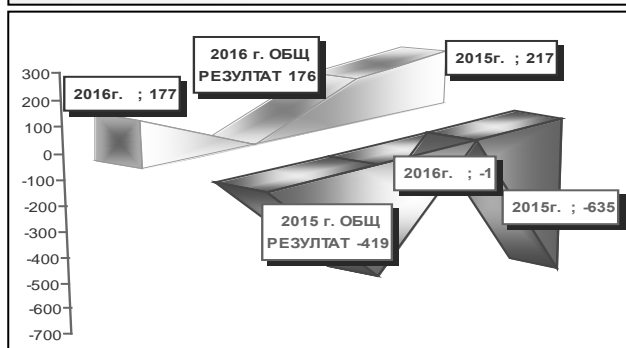 2016 г. ОБЩ
РЕЗУЛТАТ 176
2015г. ; 217
2016г. ; 177
300
200
100
0
-100
-200
-300
-400
-500
-600
-700
2016г. ; -1
2015г. ; -635
2015 г. ОБЩ
РЕЗУЛТАТ -419